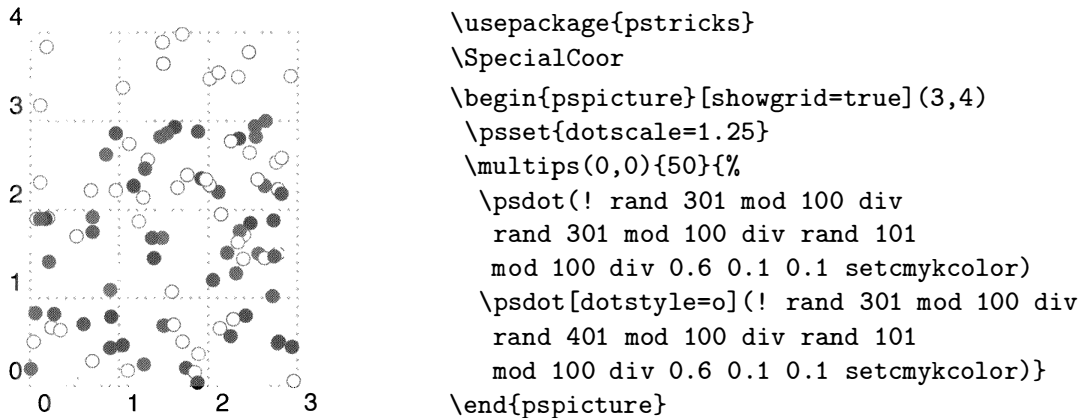 4
3
2
1
0
0 1 2 3
\usepackage{pstricks}
\SpecialCoor
\begin{pspicture}[showgrid=true](3,4)
\psset{dotscale=1.25}
\multips(0,0){50}{%
\psdot(! rand 301 mod 100 div
rand 301 mod 100 div rand 101
mod 100 div 0.6 0.1 0.1 setcmykcolor)
\psdot[dotstyle=o](! rand 301 mod 100 div
rand 401 mod 100 div rand 101
mod 100 div 0.6 0.1 0.1 setcmykcolor)}
\end{pspicture}